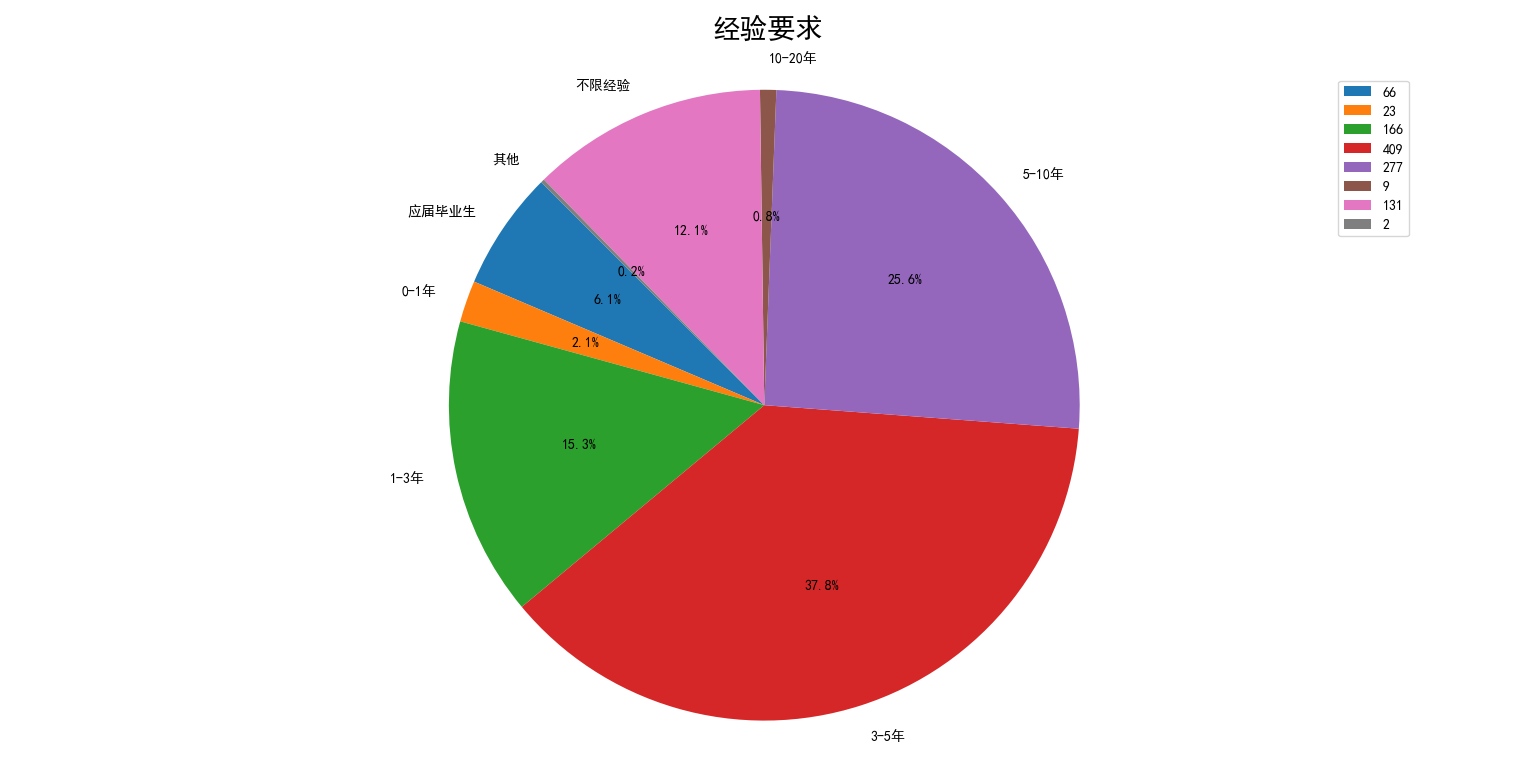 经验要求
10-20年
不限经验
其他
应届毕业生
0-1年
1-3年
3-5年
5-10年
0.8%
12.1%
0.2%
6.1%
2.1%
15.3%
37.8%
25.6%
66
23
166
409
277
9
131
2